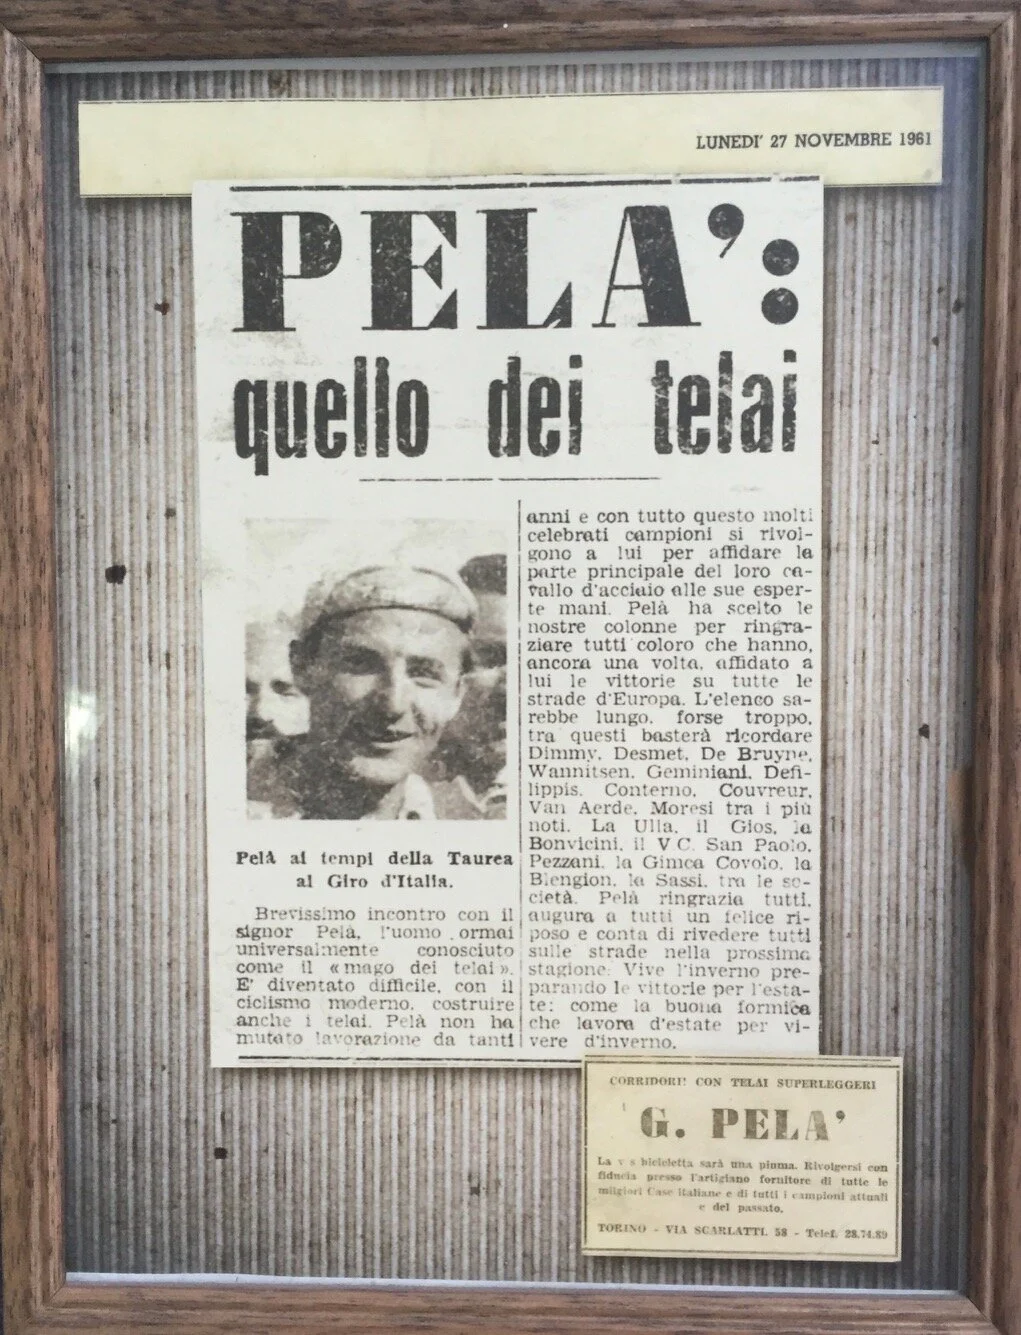 LUNEDI' 27 NOVEMBRE 1961
PELA':
quello dei telai
Pelà ai tempi della Taurea
al Giro d'Italia.
Brevissimo incontro con il
signor Pelà, l'uomo ormai
universalmente conosciuto
come il « mago dei telai ».
E' diventato difficile, con il
ciclismo moderno, costruire
anche i telai. Pelà non ha
mutato lavorazione da tanti
anni e con tutto questo molti
celebrati campioni si rivol-
gono a lui per affidare la
parte principale del loro ca-
vallo d'acciaio alle sue esper-
te mani. Pelà ha scelto le
nostre colonne per ringra-
ziare tutti coloro che hanno,
ancora una volta, affidato a
lui le vittorie su tutte le
strade d'Europa. L'elenco sa-
rebbe lungo, forse troppo,
tra questi basterà ricordare
Dimmy, Desmet, De Bruyne,
Wannitsen, Geminiani, Defi-
lippis, Conterno, Couvreur,
Van Aerde, Moresi tra i più
noti. La Ulla, il Gios, la
Bonvicini, il V.C. San Paolo,
Pezzani, la Gimca Covolo, la
Blengion, la Sassi, tra le so-
cietà. Pelà ringrazia tutti,
augura a tutti un felice ri-
poso e conta di rivedere tutti
sulle strade nella prossima
stagione. Vive l'inverno pre-
parando le vittorie per l'esta-
te: come la buona formica
che lavora d'estate per vi-
vere d'inverno.
CORRIDORI! CON TELAI SUPERLEGGERI
G. PELA'
La v s bicicletta sarà una piuma. Rivolgersi con
fiducia presso l'artigiano fornitore di tutte le
migliori Case italiane e di tutti i campioni attuali
e del passato.
TORINO - VIA SCARLATTI, 58 - Telef. 28.74.89